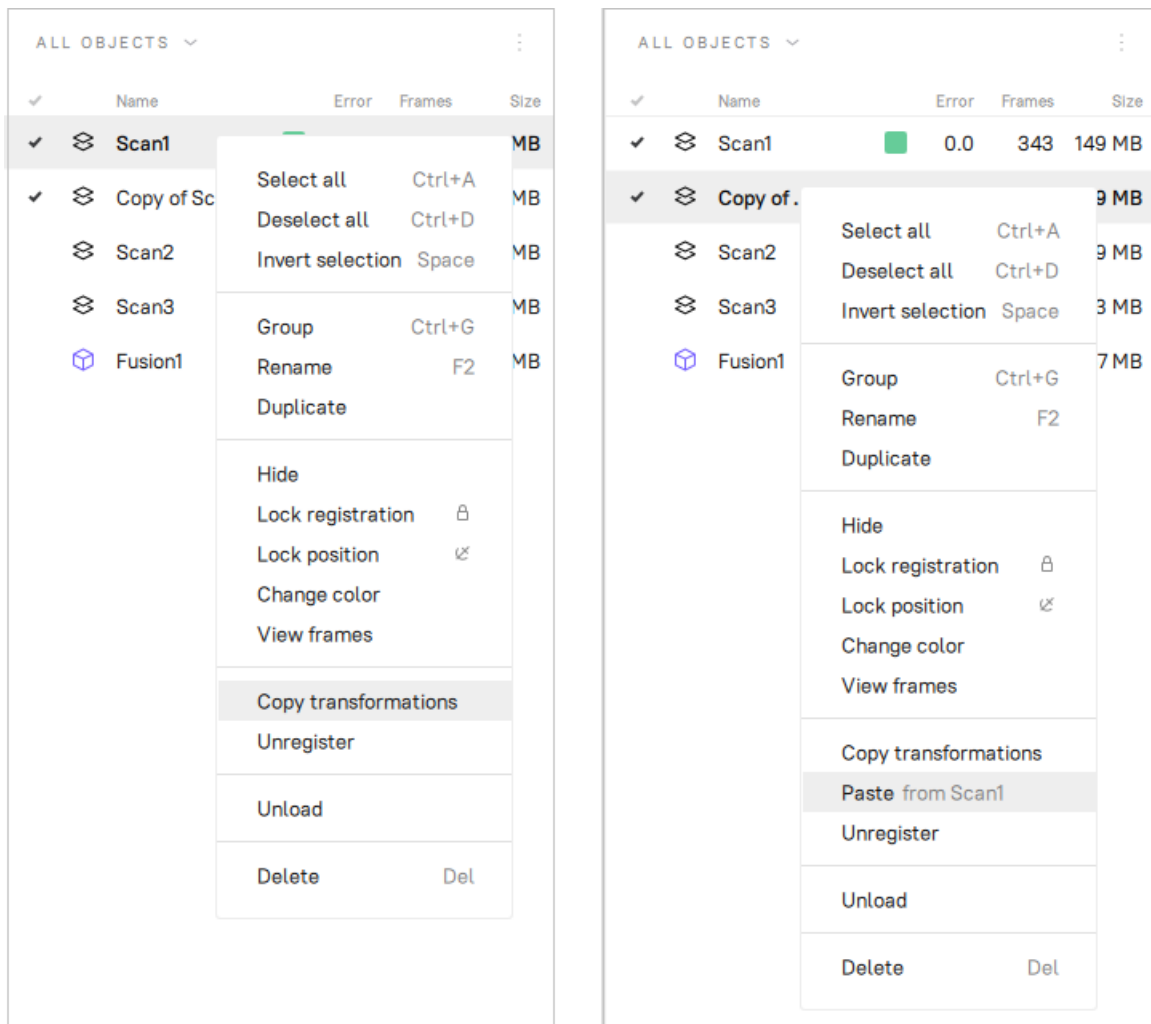 ALL OBJECTS
Name Error Frames Size
Scan1 MB
Copy of Sc MB
Scan2 MB
Scan3 MB
Fusion1 MB
Select all Ctrl+A
Deselect all Ctrl+D
Invert selection Space
Group Ctrl+G
Rename F2
Duplicate
Hide
Lock registration
Lock position
Change color
View frames
Copy transformations
Unregister
Unload
Delete Del
ALL OBJECTS
Name Error Frames Size
Scan1 0.0 343 149 MB
Copy of . 9 MB
Scan2 9 MB
Scan3 3 MB
Fusion1 7 MB
Select all Ctrl+A
Deselect all Ctrl+D
Invert selection Space
Group Ctrl+G
Rename F2
Duplicate
Hide
Lock registration
Lock position
Change color
View frames
Copy transformations
Paste from Scan1
Unregister
Unload
Delete Del